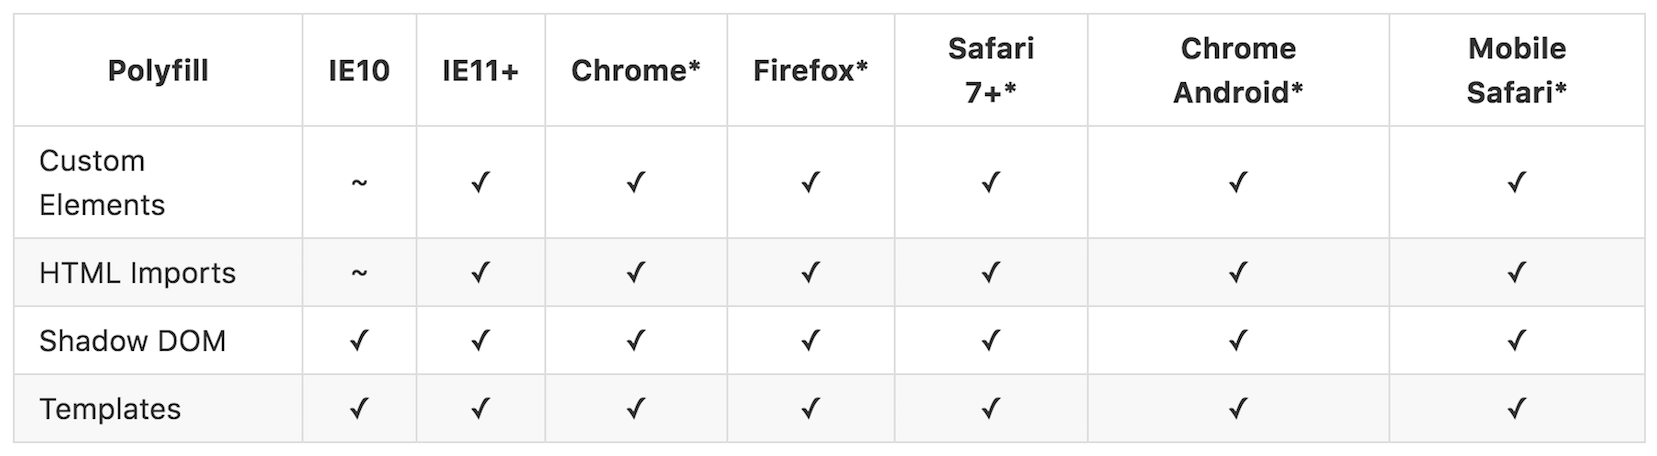 Polyfill IE10 IE11+ Chrome* Firefox* Safari 7+* Chrome Android* Mobile Safari*
Custom Elements ~ ✓ ✓ ✓ ✓ ✓ ✓
HTML Imports ~ ✓ ✓ ✓ ✓ ✓ ✓
Shadow DOM ✓ ✓ ✓ ✓ ✓ ✓ ✓
Templates ✓ ✓ ✓ ✓ ✓ ✓ ✓